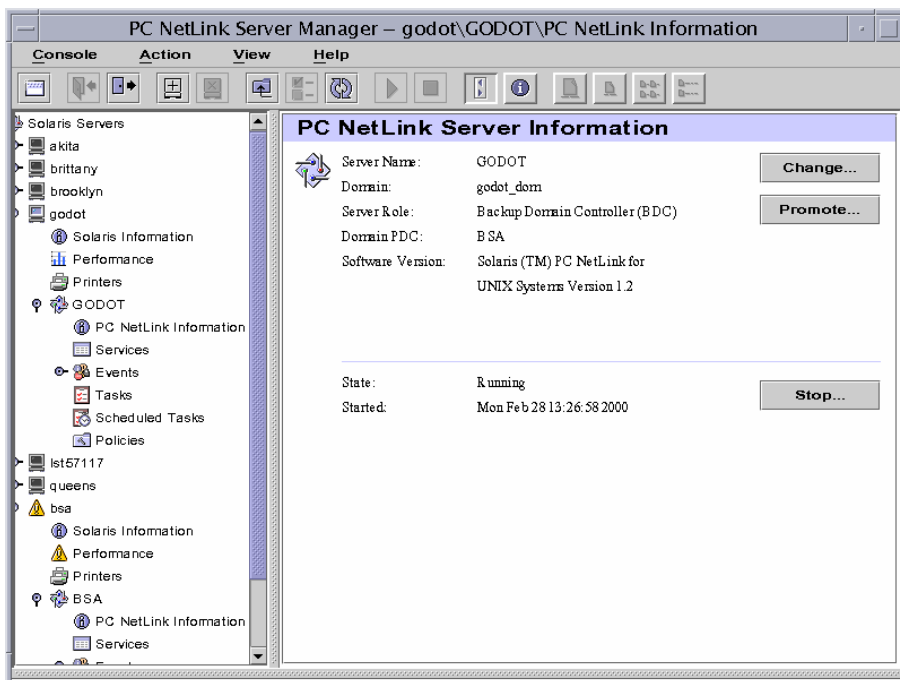 PC NetLink Server Manager – godot\GODOT\PC NetLink Information
Console Action View Help
Solaris Servers
akita
brittany
brooklyn
godot
Solaris Information
Performance
Printers
GODOT
PC NetLink Information
Services
Events
Tasks
Scheduled Tasks
Policies
lst57117
queens
bsa
Solaris Information
Performance
Printers
BSA
PC NetLink Information
Services
PC NetLink Server Information
Server Name: GODOT
Change...
Domain: godot_dom
Server Role: Backup Domain Controller (BDC)
Promote...
Domain PDC: BSA
Software Version: Solaris (TM) PC NetLink for
UNIX Systems Version 1.2
State: Running
Stop...
Started: Mon Feb 28 13:26:58 2000